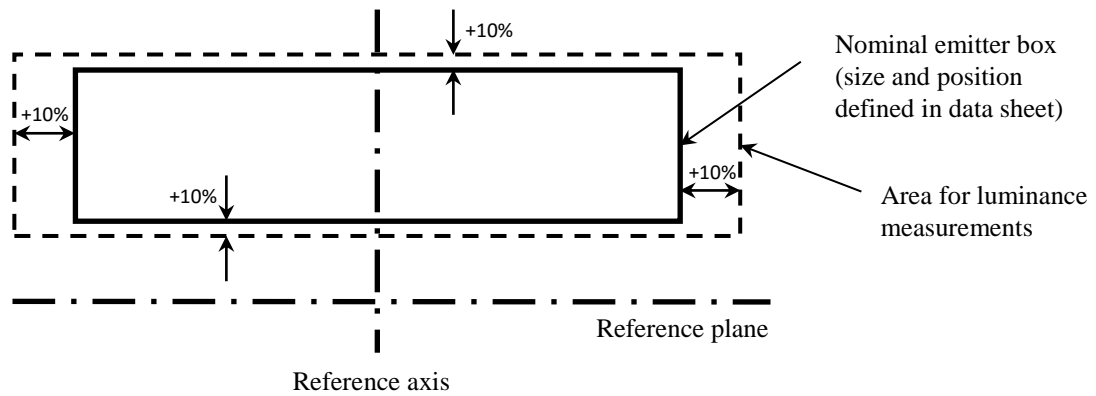 +10%
Nominal emitter box
(size and position
defined in data sheet)
+10%
+10%
+10%
Area for luminance
measurements
Reference plane
Reference axis